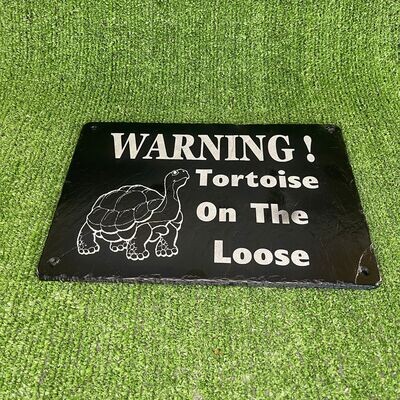 WARNING !
Tortoise
On The
Loose